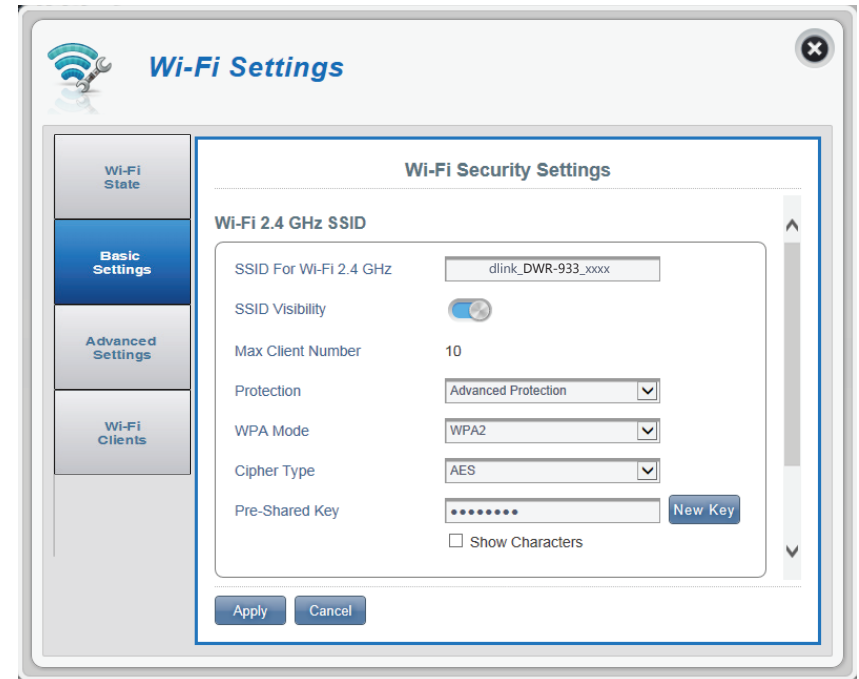 Wi-Fi Settings
Wi-Fi
State
Basic
Settings
Advanced
Settings
Wi-Fi
Clients
Wi-Fi Security Settings
Wi-Fi 2.4 GHz SSID
SSID For Wi-Fi 2.4 GHz dlink_DWR-933_xxxx
SSID Visibility
Max Client Number 10
Protection Advanced Protection
WPA Mode WPA2
Cipher Type AES
Pre-Shared Key •••••••• New Key
Show Characters
Apply Cancel